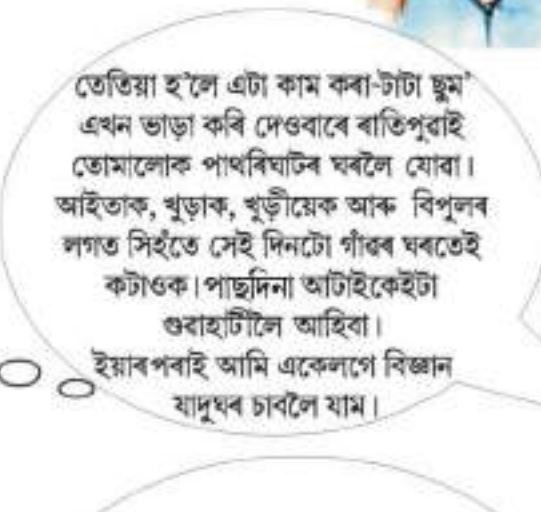 তেতিয়া হ'লে এটা কাম কৰা-টাটা ছুম'
এখন ভাড়া কৰি দেওবাৰে ৰাতিপুৱাই
তোমালোক পাথৰিঘাটৰ ঘৰলৈ যোৱা।
আইতাক, খুড়াক, খুড়ীয়েক আৰু বিপুলৰ
লগত সিহঁতে সেই দিনটো গাঁৱৰ ঘৰতেই
কটাওক। পাছদিনা আটাইকেইটা
গুৱাহাটীলৈ আহিবা।
ইয়াৰপৰাই আমি একেলগে বিজ্ঞান
যাদুঘৰ চাবলৈ যাম।